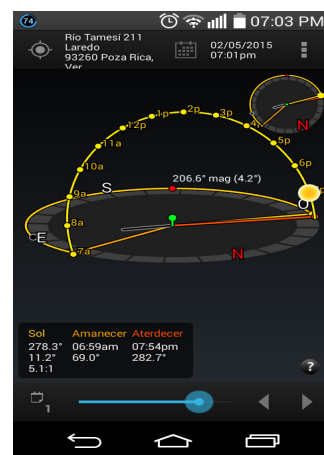 74
07:03 PM
Río Tamesí 211
Laredo
93260 Poza Rica,
Ver
02/05/2015
07:01pm
N
12p
1p
2p
3p
4p
11a
5p
10a
6p
206.6° mag (4.2°)
9a
S
O
8a
E
7a
N
Sol Amanecer Aterdecer
278.3° 06:59am 07:54pm
11.2° 69.0° 282.7°
5.1:1
?
1